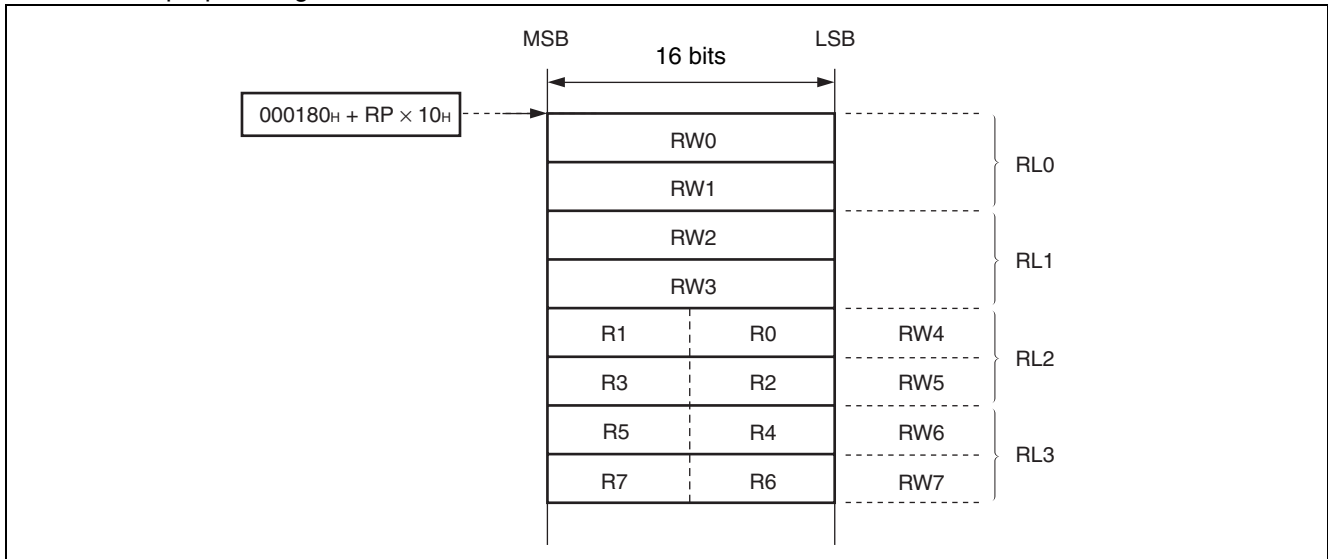 MSB LSB
16 bits
000180H + RP × 10H
RW0
RL0
RW1
RW2
RL1
RW3
R1 R0 RW4
RL2
R3 R2 RW5
R5 R4 RW6
RL3
R7 R6 RW7